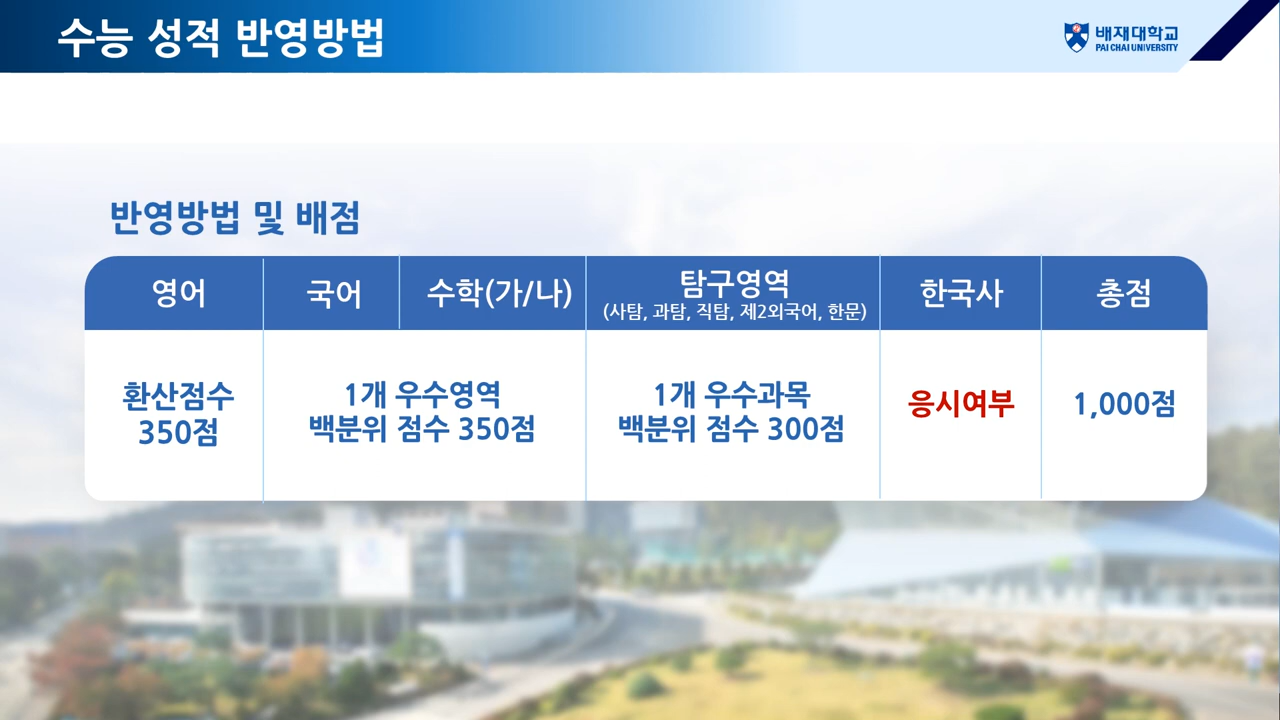 수능 성적 반영방법
배재대학교
PAI CHAI UNIVERSITY
반영방법 및 배점
영어
국어
수학(가/나)
탐구영역
(사탐, 과탐, 직탐, 제2외국어, 한문)
한국사
총점
환산점수
350점
1개 우수영역
백분위 점수 350점
1개 우수과목
백분위 점수 300점
응시여부
1,000점